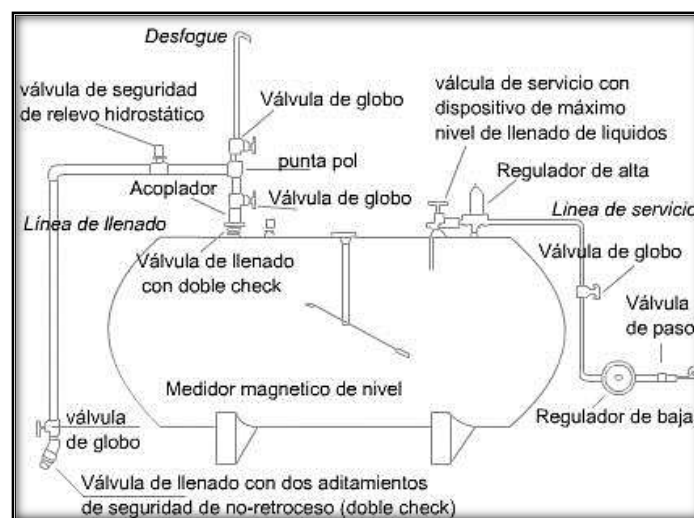 Desfogue
válvula de seguridad
de relevo hidrostático
Válvula de globo
válcula de servicio con
dispositivo de máximo
nivel de llenado de liquidos
punta pol
Regulador de alta
Acoplador
Válvula de globo
Línea de llenado
Linea de servicio
Válvula de llenado
con doble check
Válvula de globo
Válvula
de paso
Medidor magnetico de nivel
Regulador de baja
válvula
de globo
Válvula de llenado con dos aditamientos
de seguridad de no-retroceso (doble check)